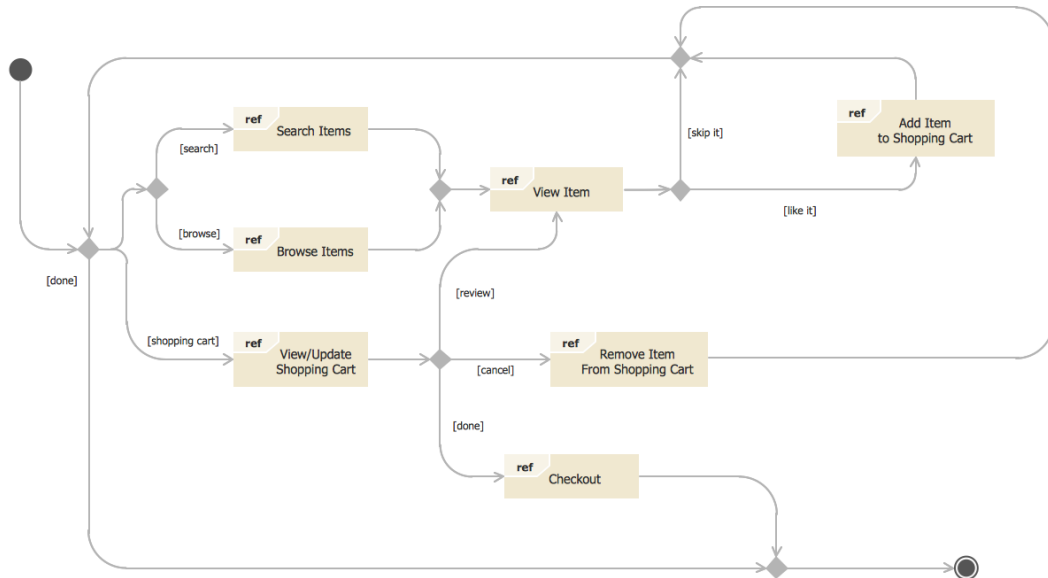 ref
Add Item
to Shopping Cart
ref
Search Items
[skip it]
[search]
ref
View Item
[like it]
[browse]
ref
Browse Items
[done]
[review]
[shopping cart]
ref
View/Update
Shopping Cart
ref
Remove Item
From Shopping Cart
[cancel]
[done]
ref
Checkout